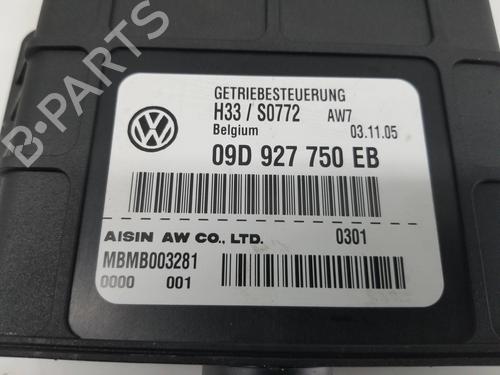 GETRIEBESTEUERUNG
H33 / S0772 AW7
Belgium 03.11.05
09D 927 750 EB
AISIN AW CO., LTD. 0301
MBMB003281
0000 001
B-PARTS